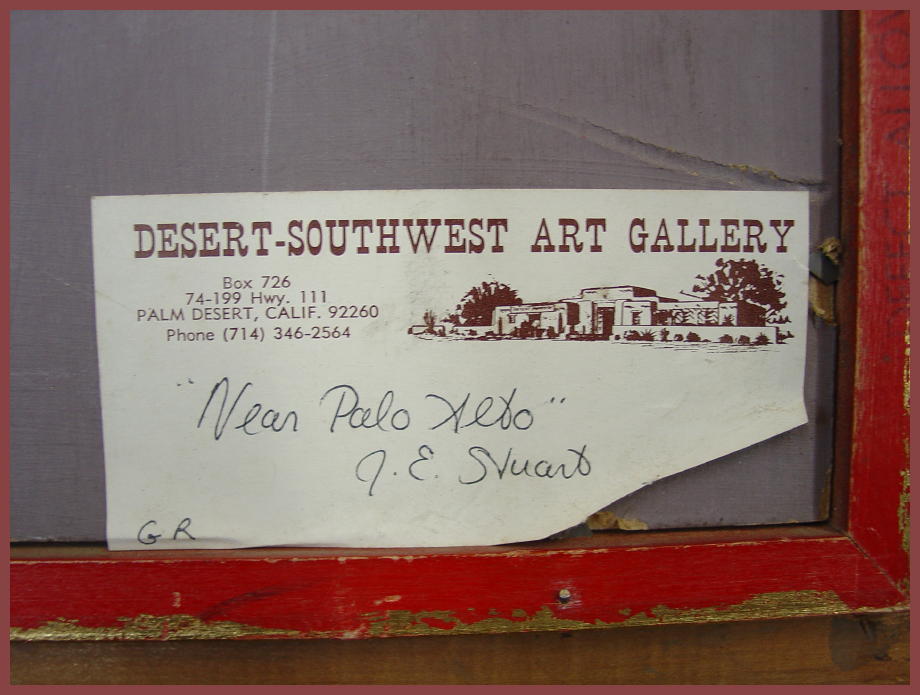 DESERT-SOUTHWEST ART GALLERY
Box 726
74-199 Hwy. 111
PALM DESERT, CALIF. 92260
Phone (714) 346-2564
"Near Palo Alto"
J. E. Stuart
G R